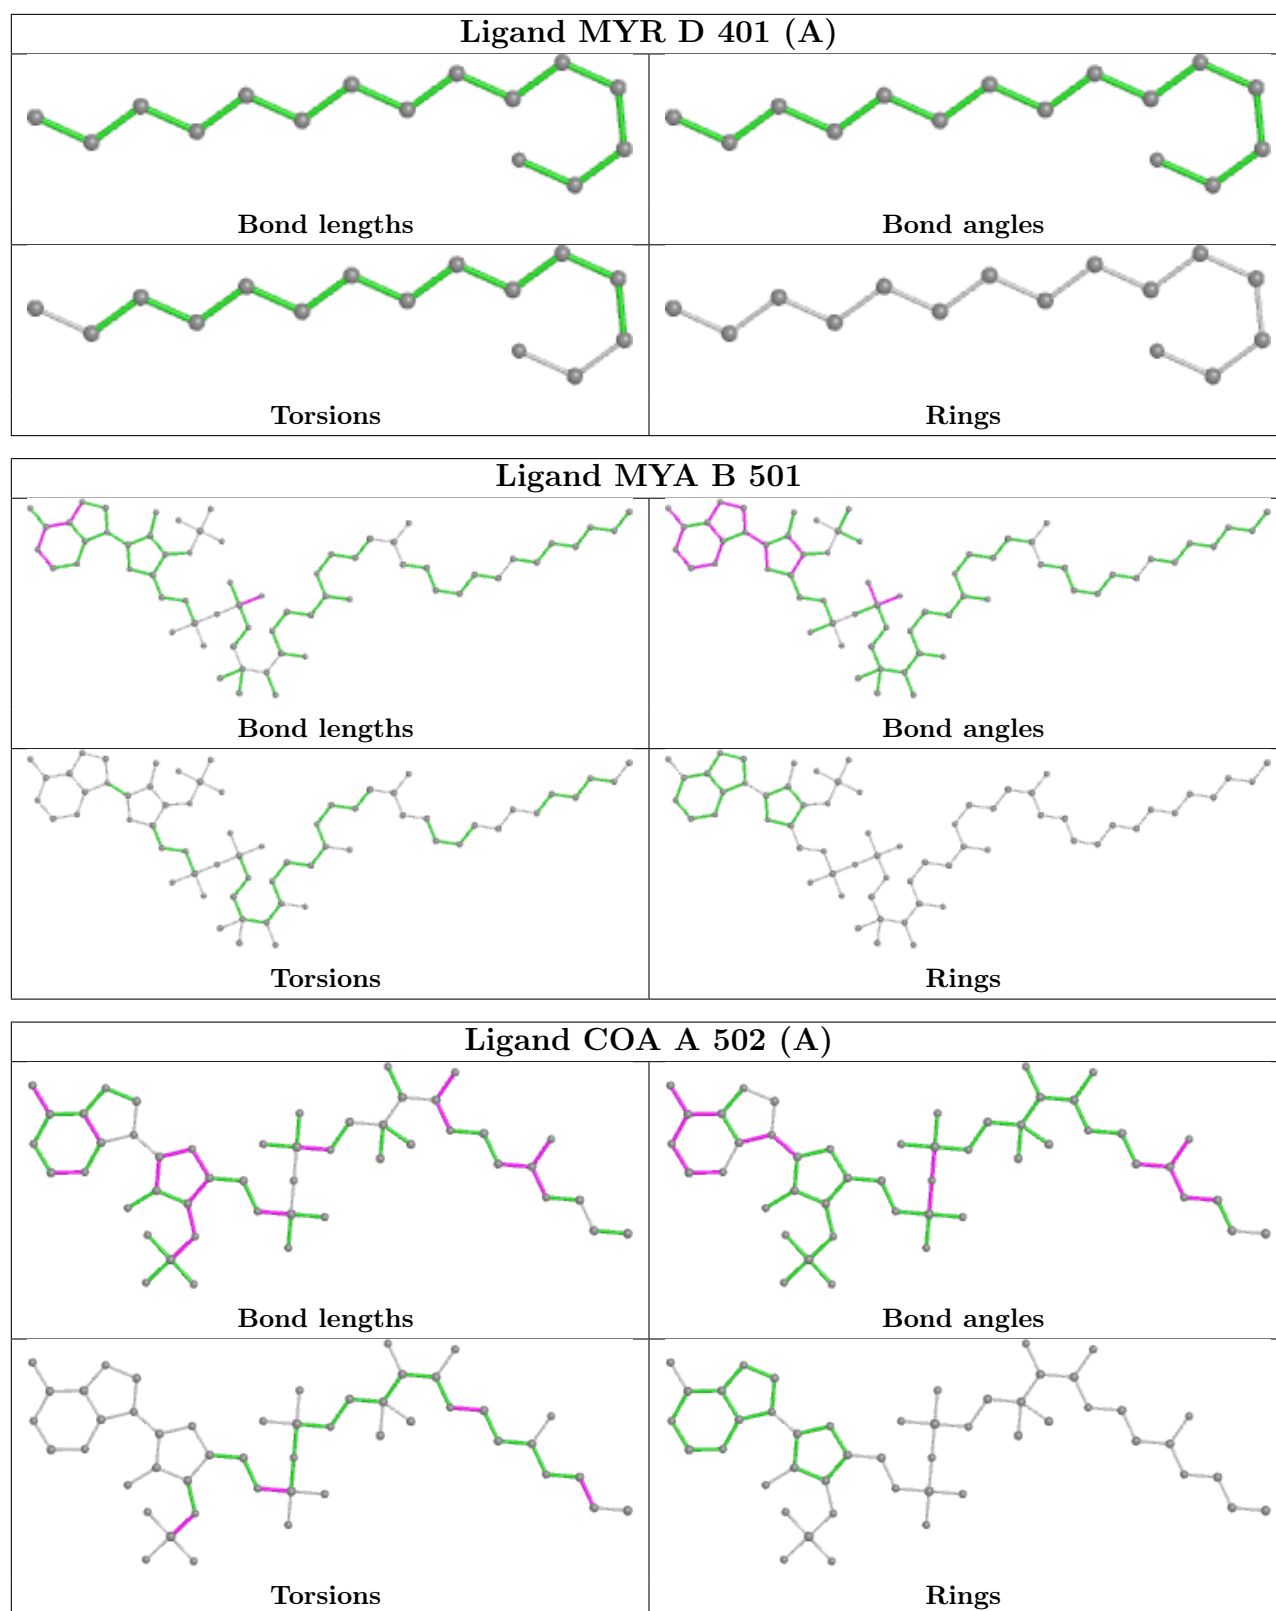 Ligand MYR D 401 (A)
Bond lengths
Bond angles
Torsions
Rings
Ligand MYA B 501
Bond lengths
Bond angles
Torsions
Rings
Ligand COA A 502 (A)
Bond lengths
Bond angles
Torsions
Rings